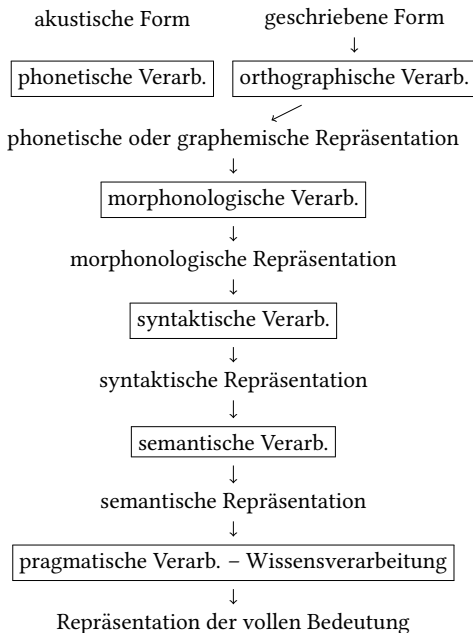 akustische Form geschriebene Form
phonetische Verarb. orthographische Verarb.
phonetische oder graphemische Repräsentation
morphonologische Verarb.
morphonologische Repräsentation
syntaktische Verarb.
syntaktische Repräsentation
semantische Verarb.
semantische Repräsentation
pragmatische Verarb. – Wissensverarbeitung
Repräsentation der vollen Bedeutung